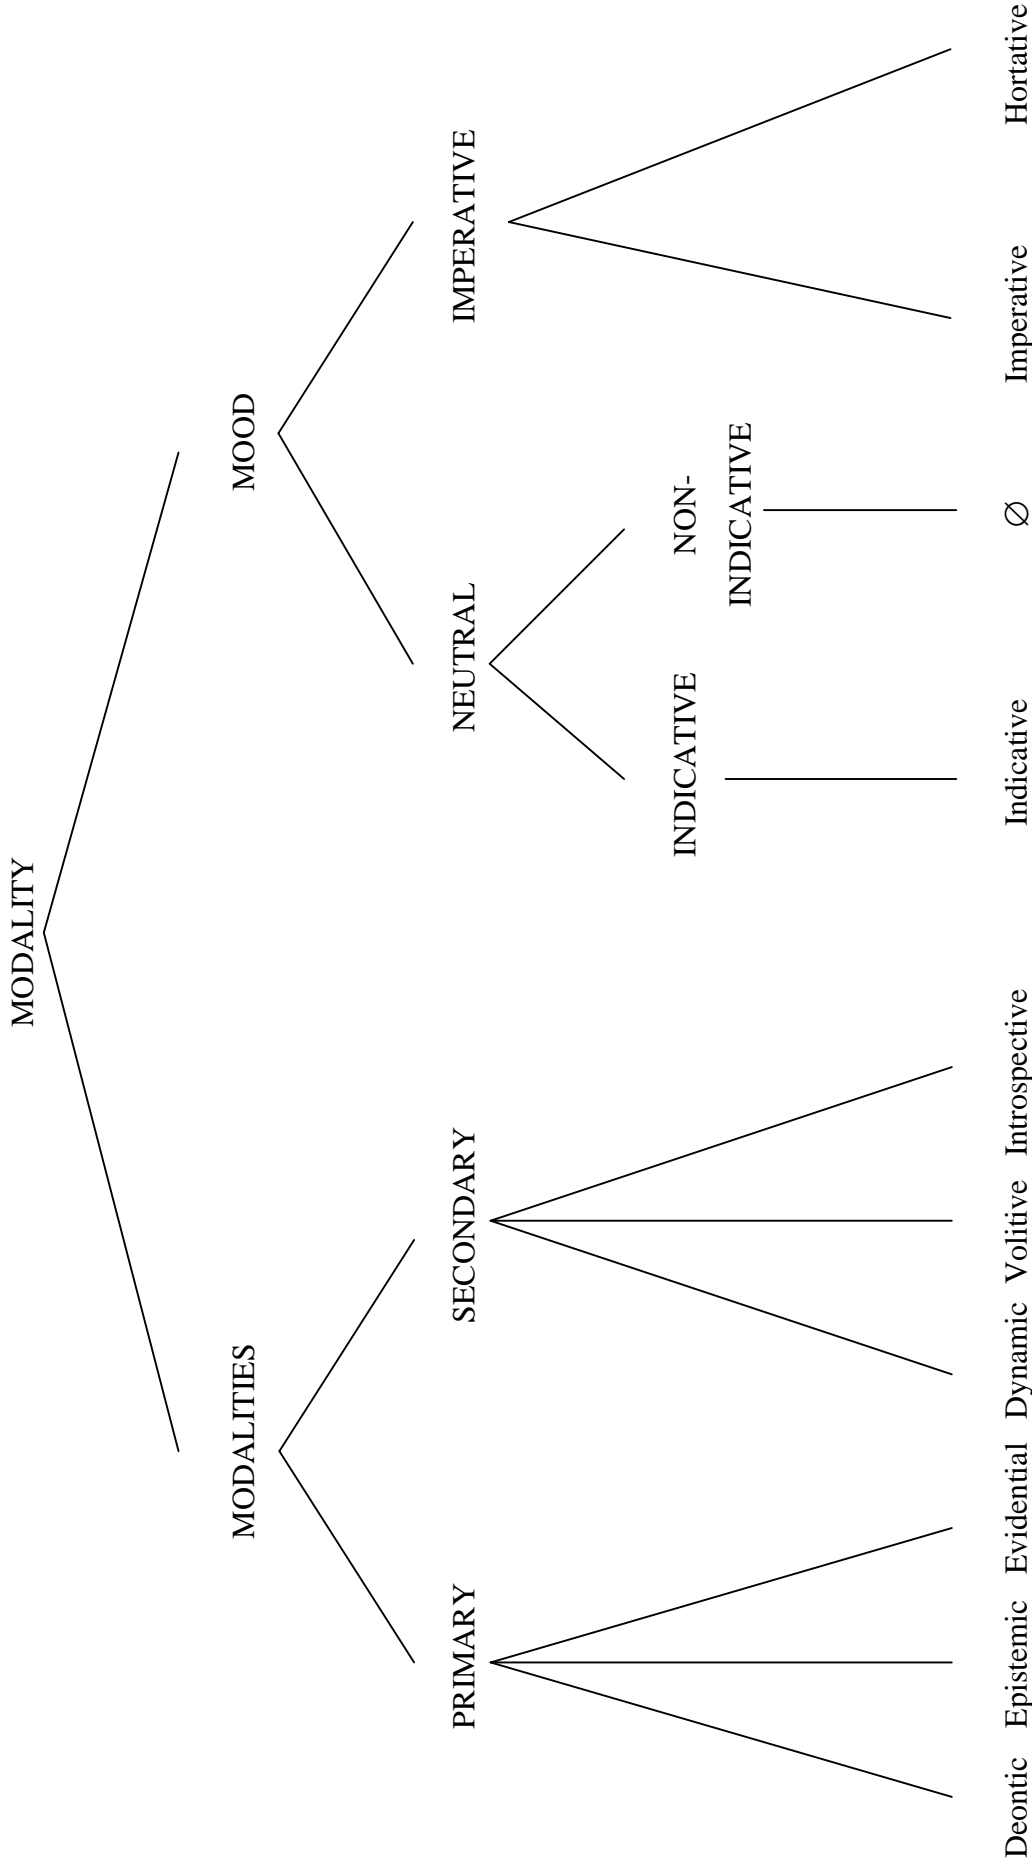 MODALITY
MODALITIES
MOOD
PRIMARY
SECONDARY
NEUTRAL
IMPERATIVE
INDICATIVE
NON-
INDICATIVE
Deontic
Epistemic
Evidential
Dynamic
Volitive
Introspective
Indicative
∅
Imperative
Hortative